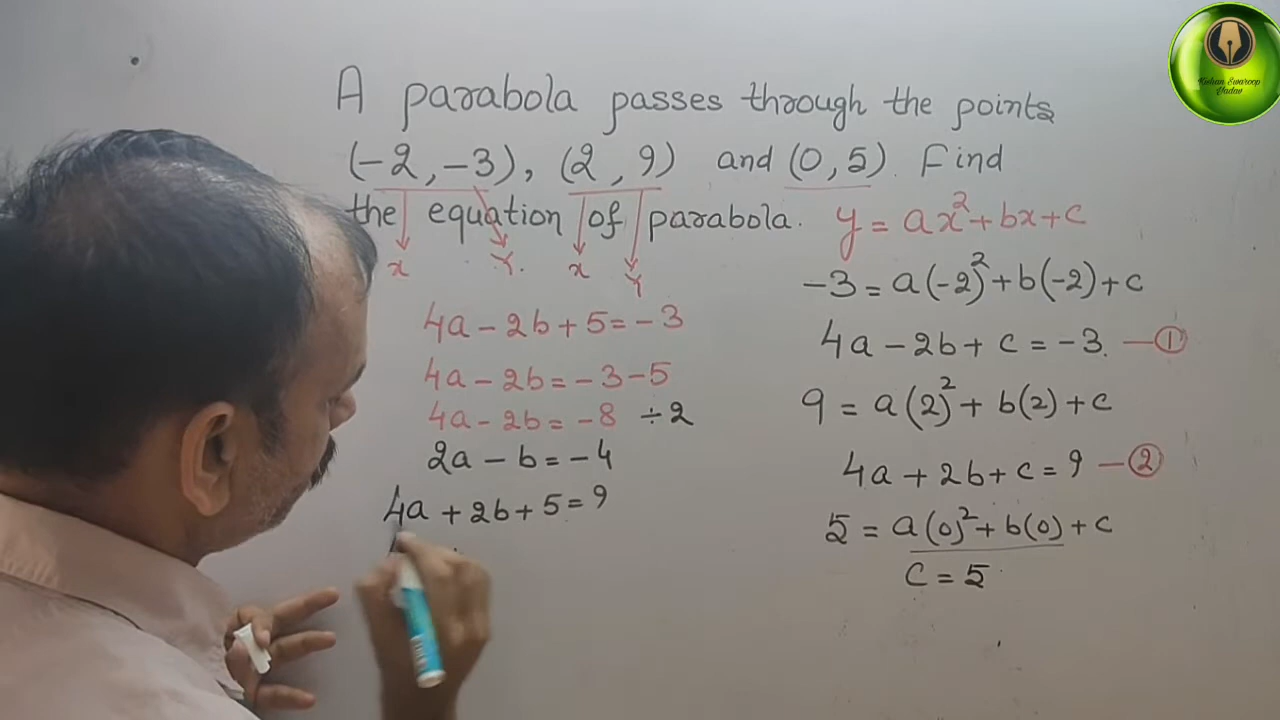 A parabola passes through the points
(-2, -3), (2, 9) and (0, 5). Find
the equation of parabola. y = ax²+bx+c
x Y. x Y
4a - 2b + 5 = -3
4a - 2b = -3-5
4a - 2b = -8 ÷2
2a - b = -4
4a + 2b + 5 = 9
-3 = a(-2)²+b(-2)+c
4a - 2b + c = -3. —①
9 = a(2)² + b(2)+c
4a + 2b + c = 9 —②
5 = a(0)²+b(0)+c
c = 5
Kishan Swaroop
Yadav